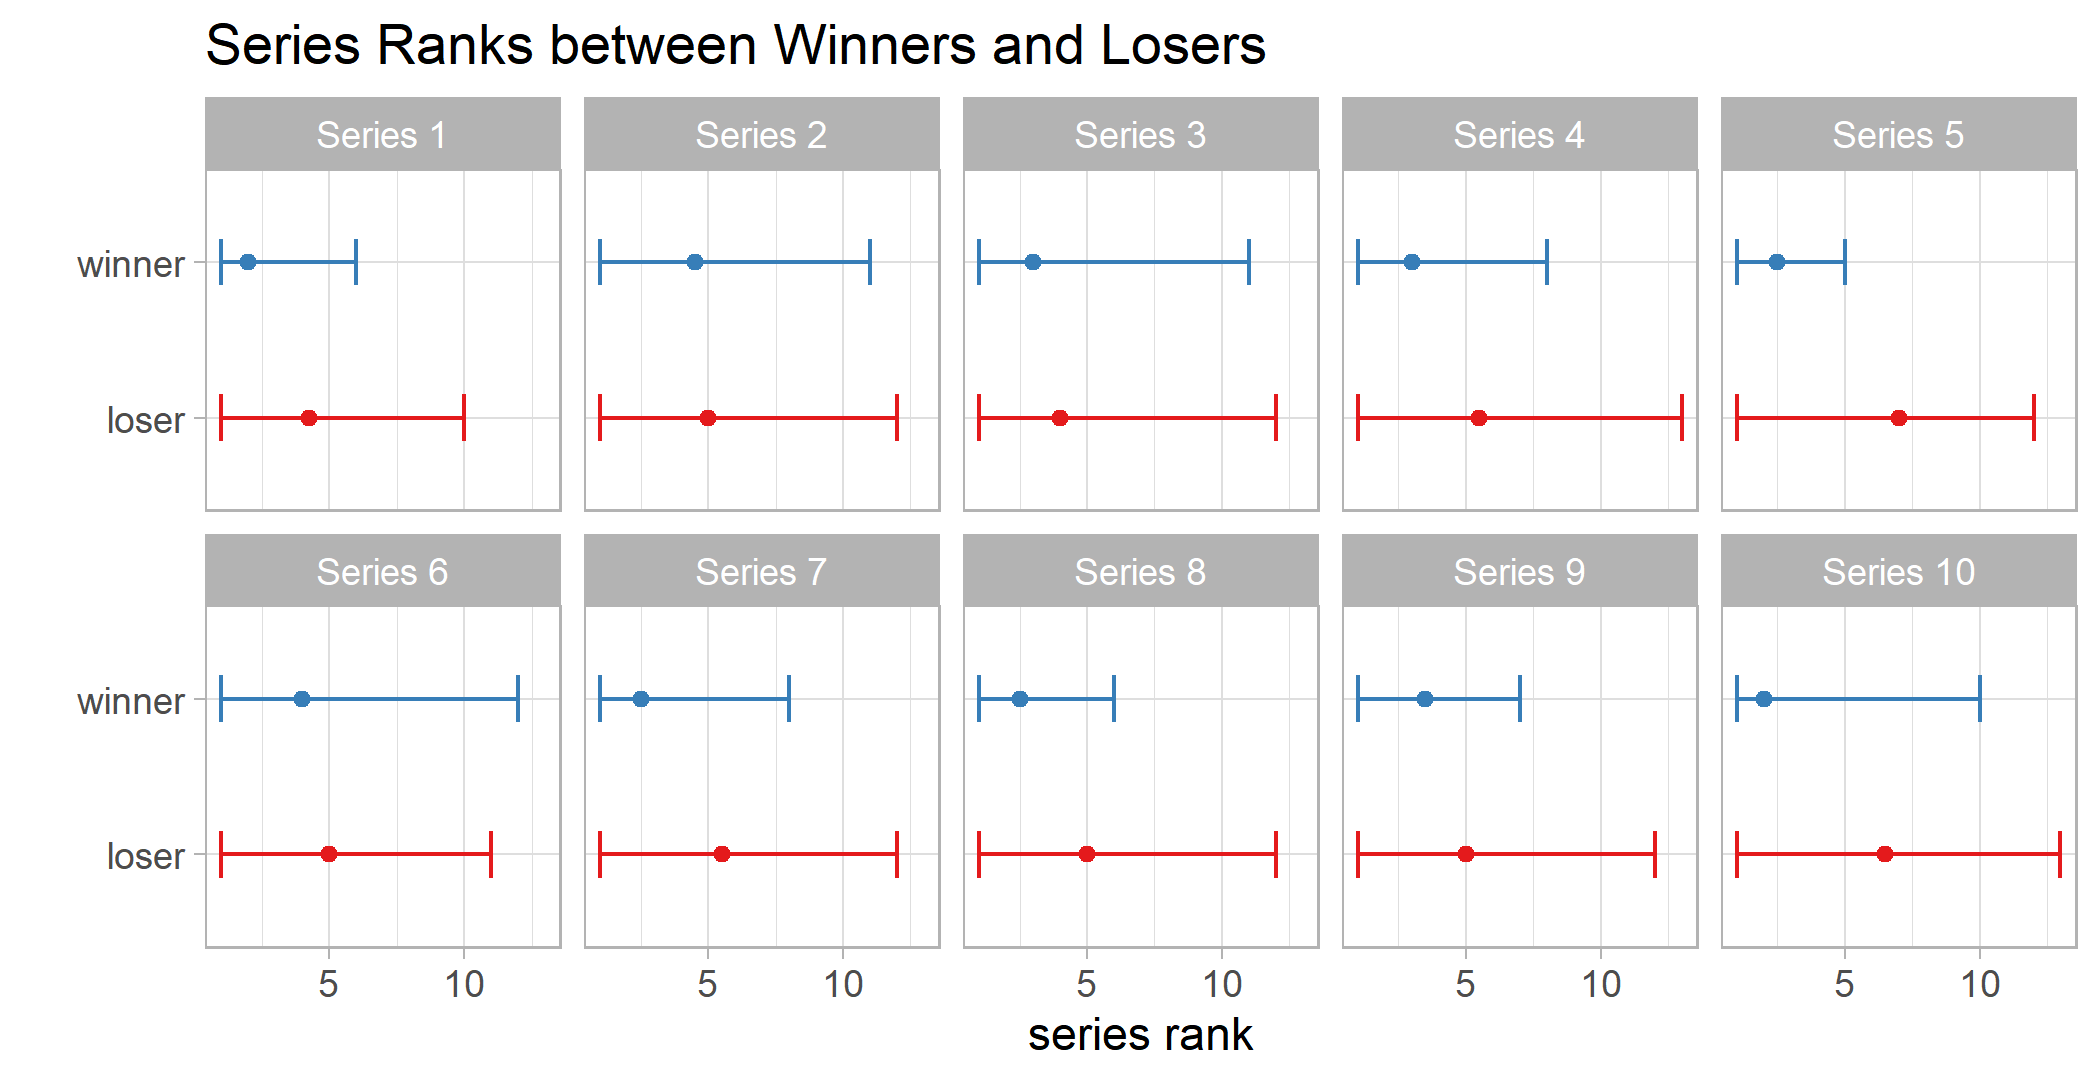 Series Ranks between Winners and Losers
Series 1 Series 2 Series 3 Series 4 Series 5
winner
loser
Series 6 Series 7 Series 8 Series 9 Series 10
winner
loser
5 10 5 10 5 10 5 10 5 10
series rank